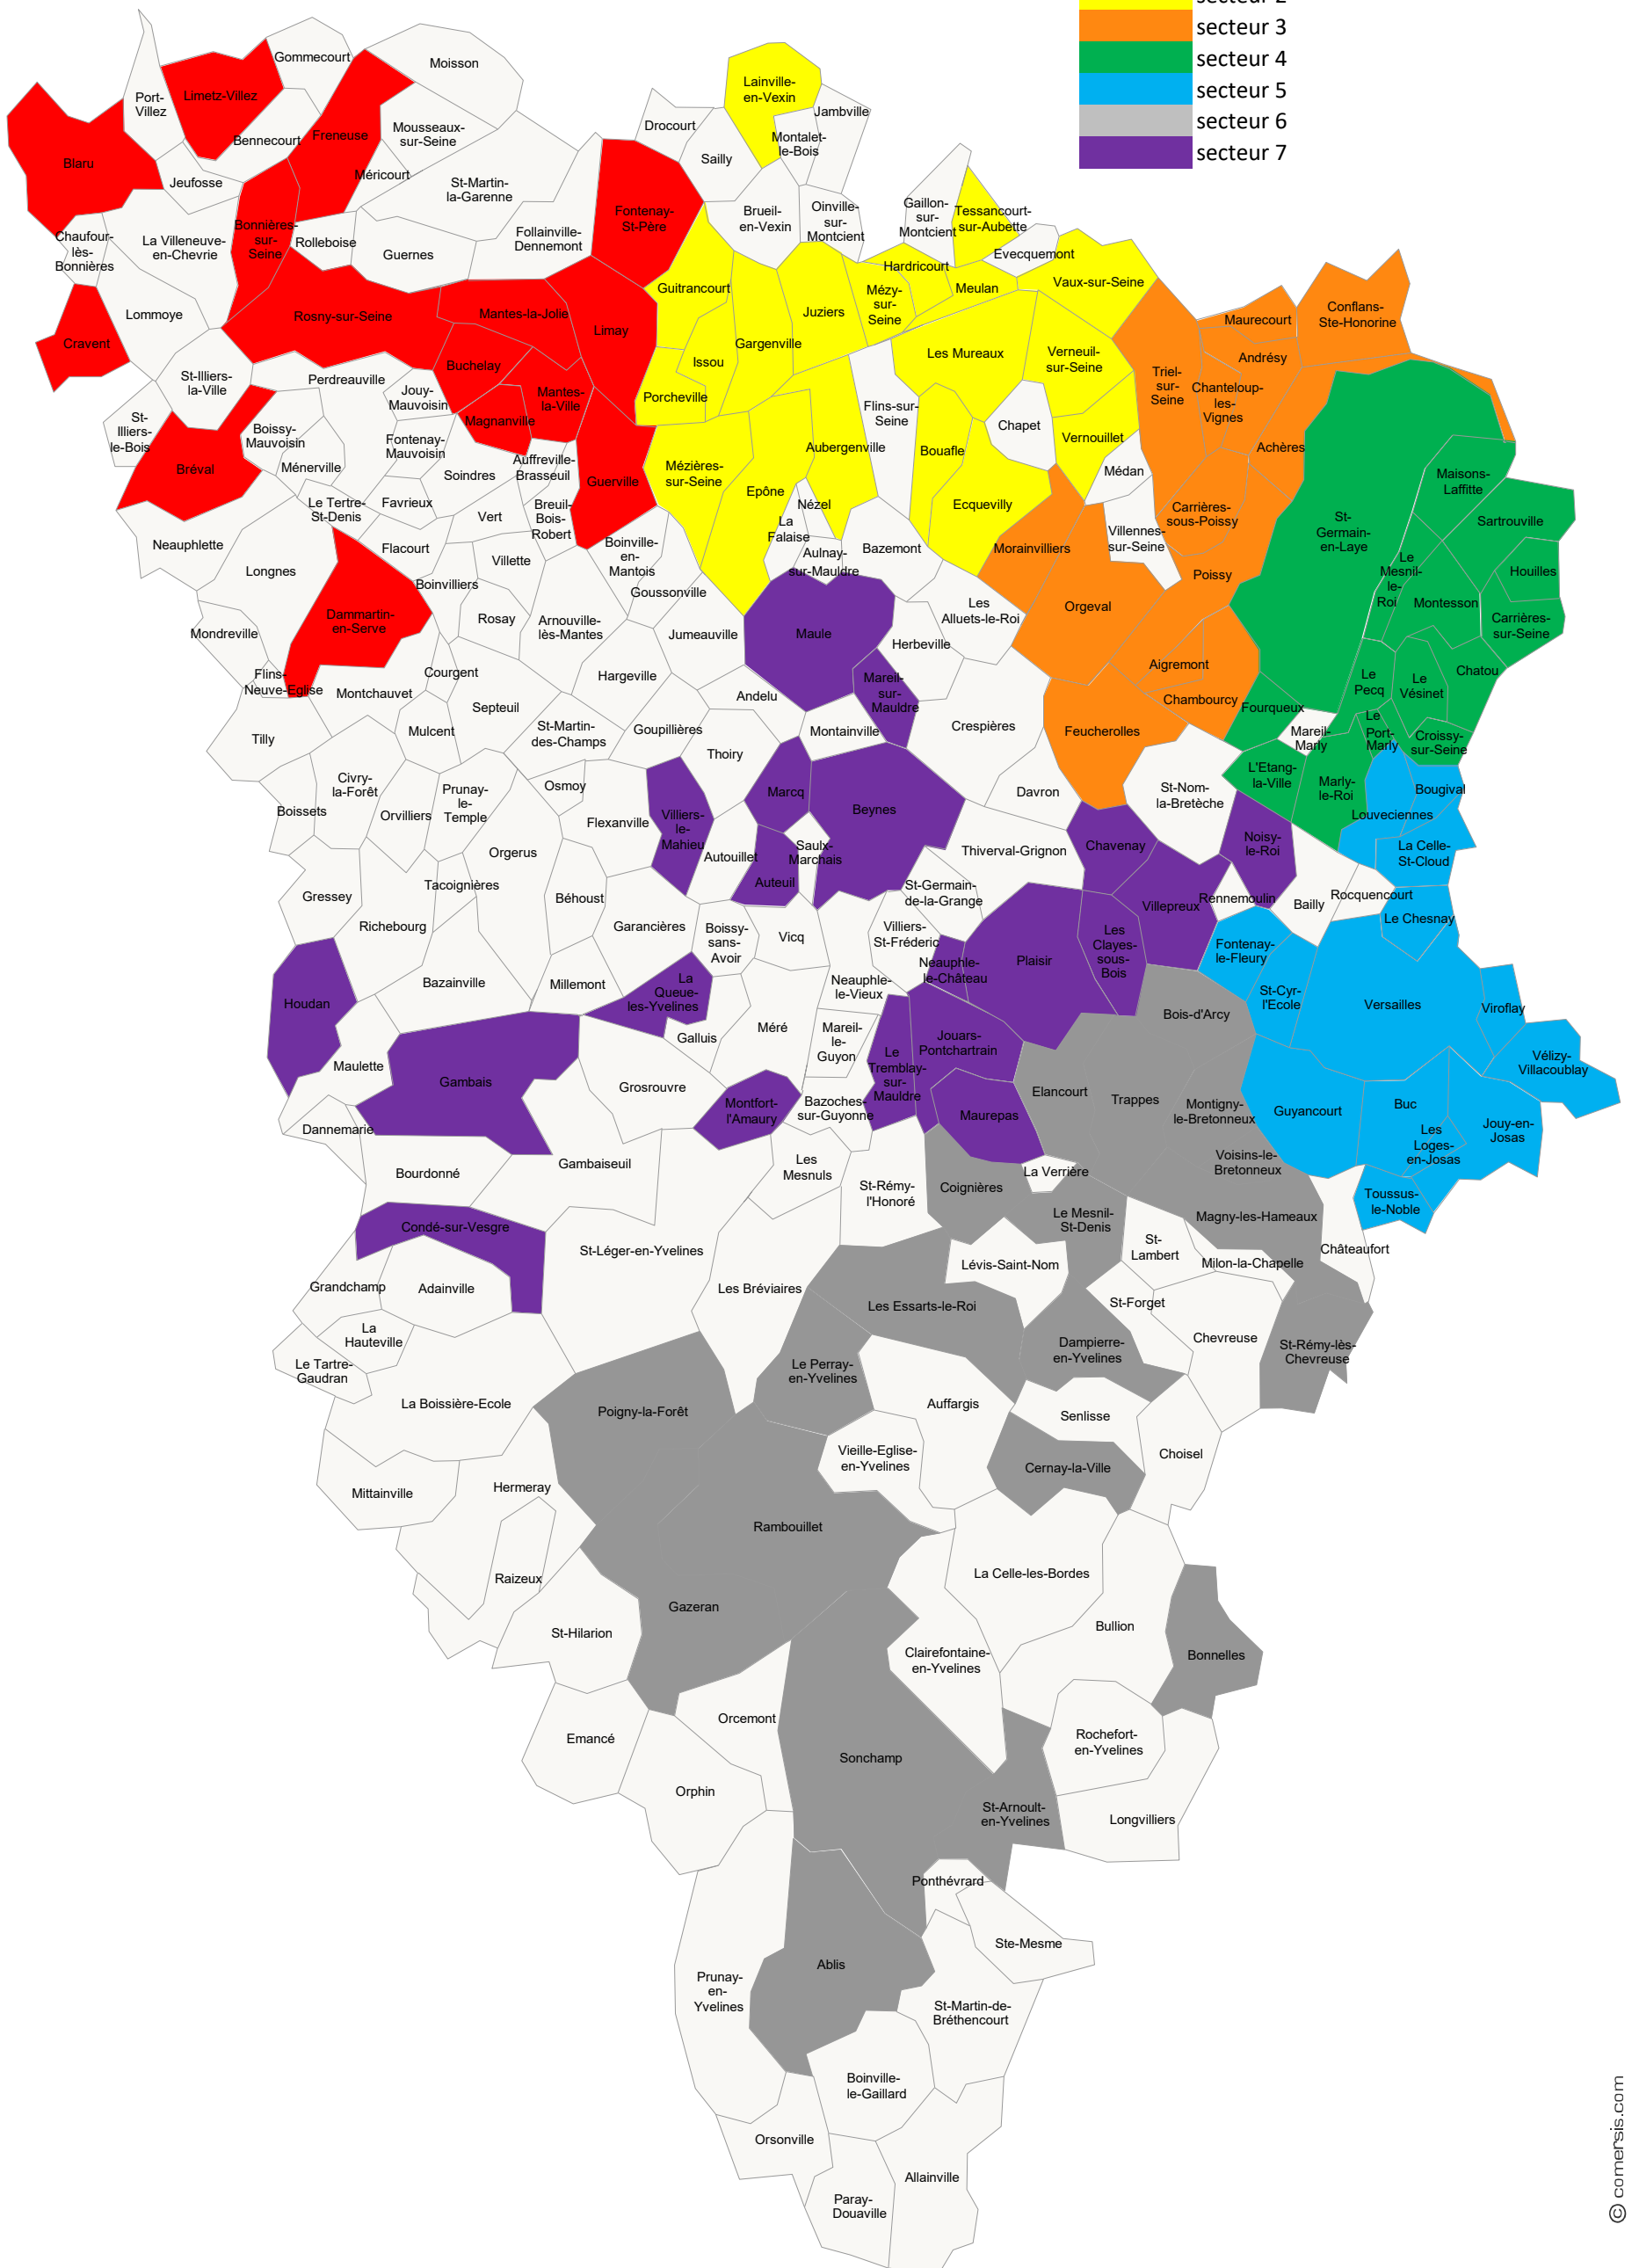 secteur 2
secteur 3
secteur 4
secteur 5
secteur 6
secteur 7
Gommecourt
Moisson
Port-
Villez
Limetz-Villez
Lainville-
en-Vexin
Jambville
Bennecourt
Freneuse
Mousseaux-
sur-Seine
Drocourt
Montalet-
le-Bois
Blaru
Jeufosse
Méricourt
St-Martin-
la-Garenne
Sailly
Fontenay-
St-Père
Brueil-
en-Vexin
Oinville-
sur-
Montcient
Gaillon-
sur-
Montcient
Tessancourt-
sur-Aubette
Chaufour-
lès-
Bonnières
La Villeneuve-
en-Chevrie
Bonnières-
sur-
Seine
Rolleboise
Guernes
Follainville-
Dennemont
Evecquemont
Hardricourt
Guitrancourt
Mézy-
sur-
Seine
Meulan
Vaux-sur-Seine
Lommoye
Rosny-sur-Seine
Mantes-la-Jolie
Limay
Juziers
Maurecourt
Conflans-
Ste-Honorine
Cravent
Gargenville
Issou
Les Mureaux
Verneuil-
sur-Seine
Andrésy
St-Illiers-
la-Ville
Perdreauville
Buchelay
Jouy-
Mauvoisin
Mantes-
la-Ville
Porcheville
Triel-
sur-
Seine
Chanteloup-
les-
Vignes
St-
Illiers-
le-Bois
Boissy-
Mauvoisin
Magnanville
Flins-sur-
Seine
Chapet
Vernouillet
Achères
Bréval
Ménerville
Fontenay-
Mauvoisin
Soindres
Auffreville-
Brasseuil
Guerville
Mézières-
sur-Seine
Aubergenville
Bouafle
Médan
Maisons-
Laffitte
Le Tertre-
St-Denis
Favrieux
Vert
Breuil-
Bois-
Robert
Epône
Nézel
Ecquevilly
Carrières-
sous-Poissy
St-
Germain-
en-Laye
Sartrouville
Neauphlette
Flacourt
Villette
Boinville-
en-
Mantois
La
Falaise
Aulnay-
sur-Mauldre
Bazemont
Morainvilliers
Villennes-
sur-Seine
Le
Mesnil-
le-
Roi
Houilles
Longnes
Boinvilliers
Goussonville
Poissy
Montesson
Dammartin-
en-Serve
Rosay
Arnouville-
lès-Mantes
Jumeauville
Maule
Les
Alluets-le-Roi
Orgeval
Carrières-
sur-Seine
Mondreville
Herbeville
Flins-
Neuve-Eglise
Montchauvet
Courgent
Hargeville
Mareil-
sur-
Mauldre
Aigremont
Chatou
Le
Pecq
Le
Vésinet
Septeuil
Andelu
Chambourcy
Fourqueux
Tilly
Mulcent
St-Martin-
des-Champs
Goupillières
Thoiry
Montainville
Crespières
Feucherolles
Mareil-
Marly
Le
Port-
Marly
Croissy-
sur-Seine
Civry-
la-Forêt
Prunay-
le-
Temple
Osmoy
Marcq
Davron
St-Nom-
la-Bretèche
L'Etang-
la-Ville
Marly-
le-Roi
Bougival
Boissets
Orvilliers
Flexanville
Villiers-
le-
Mahieu
Beynes
Louveciennes
Orgerus
Autouillet
Saulx-
Marchais
Thiverval-Grignon
Chavenay
Noisy-
le-Roi
La Celle-
St-Cloud
Gressey
Tacoignières
Béhoust
Auteuil
St-Germain-
de-la-Grange
Villepreux
Rennemoulin
Bailly
Rocquencourt
Richebourg
Garancières
Boissy-
sans-
Avoir
Vicq
Villiers-
St-Fréderic
Les
Clayes-
sous-
Bois
Le Chesnay
Houdan
Bazainville
Millemont
La
Queue-
les-Yvelines
Neauphle-
le-Vieux
Neauphle-
le-Château
Plaisir
Fontenay-
le-Fleury
St-Cyr-
l'Ecole
Versailles
Viroflay
Maulette
Galluis
Méré
Mareil-
le-
Guyon
Jouars-
Pontchartrain
Bois-d'Arcy
Vélizy-
Villacoublay
Gambais
Grosrouvre
Le
Tremblay-
sur-
Mauldre
Elancourt
Trappes
Montigny-
le-Bretonneux
Guyancourt
Buc
Dannemarie
Montfort-
l'Amaury
Bazoches-
sur-Guyonne
Maurepas
Les
Loges-
en-Josas
Jouy-en-
Josas
Bourdonné
Gambaiseuil
Les
Mesnuls
St-Rémy-
l'Honoré
Coignières
La Verrière
Voisins-le-
Bretonneux
Toussus-
le-Noble
Condé-sur-Vesgre
St-Léger-en-Yvelines
Le Mesnil-
St-Denis
Magny-les-Hameaux
Châteaufort
Grandchamp
Adainville
Les Bréviaires
Lévis-Saint-Nom
St-
Lambert
Milon-la-Chapelle
La
Hauteville
Les Essarts-le-Roi
St-Forget
Chevreuse
St-Rémy-lès-
Chevreuse
Le Tartre-
Gaudran
Le Perray-
en-Yvelines
Dampierre-
en-Yvelines
La Boissière-Ecole
Poigny-la-Forêt
Auffargis
Senlisse
Choisel
Mittainville
Hermeray
Vieille-Eglise-
en-Yvelines
Cernay-la-Ville
Rambouillet
Raizeux
Gazeran
La Celle-les-Bordes
St-Hilarion
Clairefontaine-
en-Yvelines
Bullion
Bonnelles
Emancé
Orcemont
Sonchamp
Rochefort-
en-Yvelines
Orphin
St-Arnoult-
en-Yvelines
Longvilliers
Ponthévrard
Ablis
Ste-Mesme
Prunay-
en-
Yvelines
St-Martin-de-
Bréthencourt
Boinville-
le-Gaillard
Orsonville
Allainville
Paray-
Douaville
© comersis.com